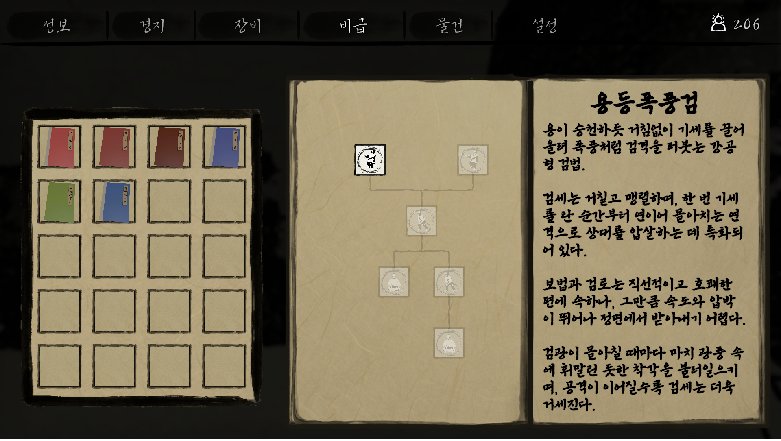 정보
경지
장비
비급
물건
설정
2:06
용등폭풍검
용이 승천하듯 거침없이 기세를 끌어
올려 폭풍처럼 검격을 퍼붓는 강공
형 검법.
검세는 거칠고 맹렬하며, 한 번 기세
를 탄 순간부터 연이어 몰아치는 연
격으로 상대를 압살하는 데 특화되
어 있다.
보법과 검로는 직선적이고 호쾌한
편에 속하나, 그만큼 속도와 압박
이 뛰어나 정면에서 받아내기 어렵다.
검광이 몰아칠 때마다 마치 광풍 속
에 휘말린 듯한 착각을 불러일으키
며, 공격이 이어질수록 검세는 더욱
거세진다.